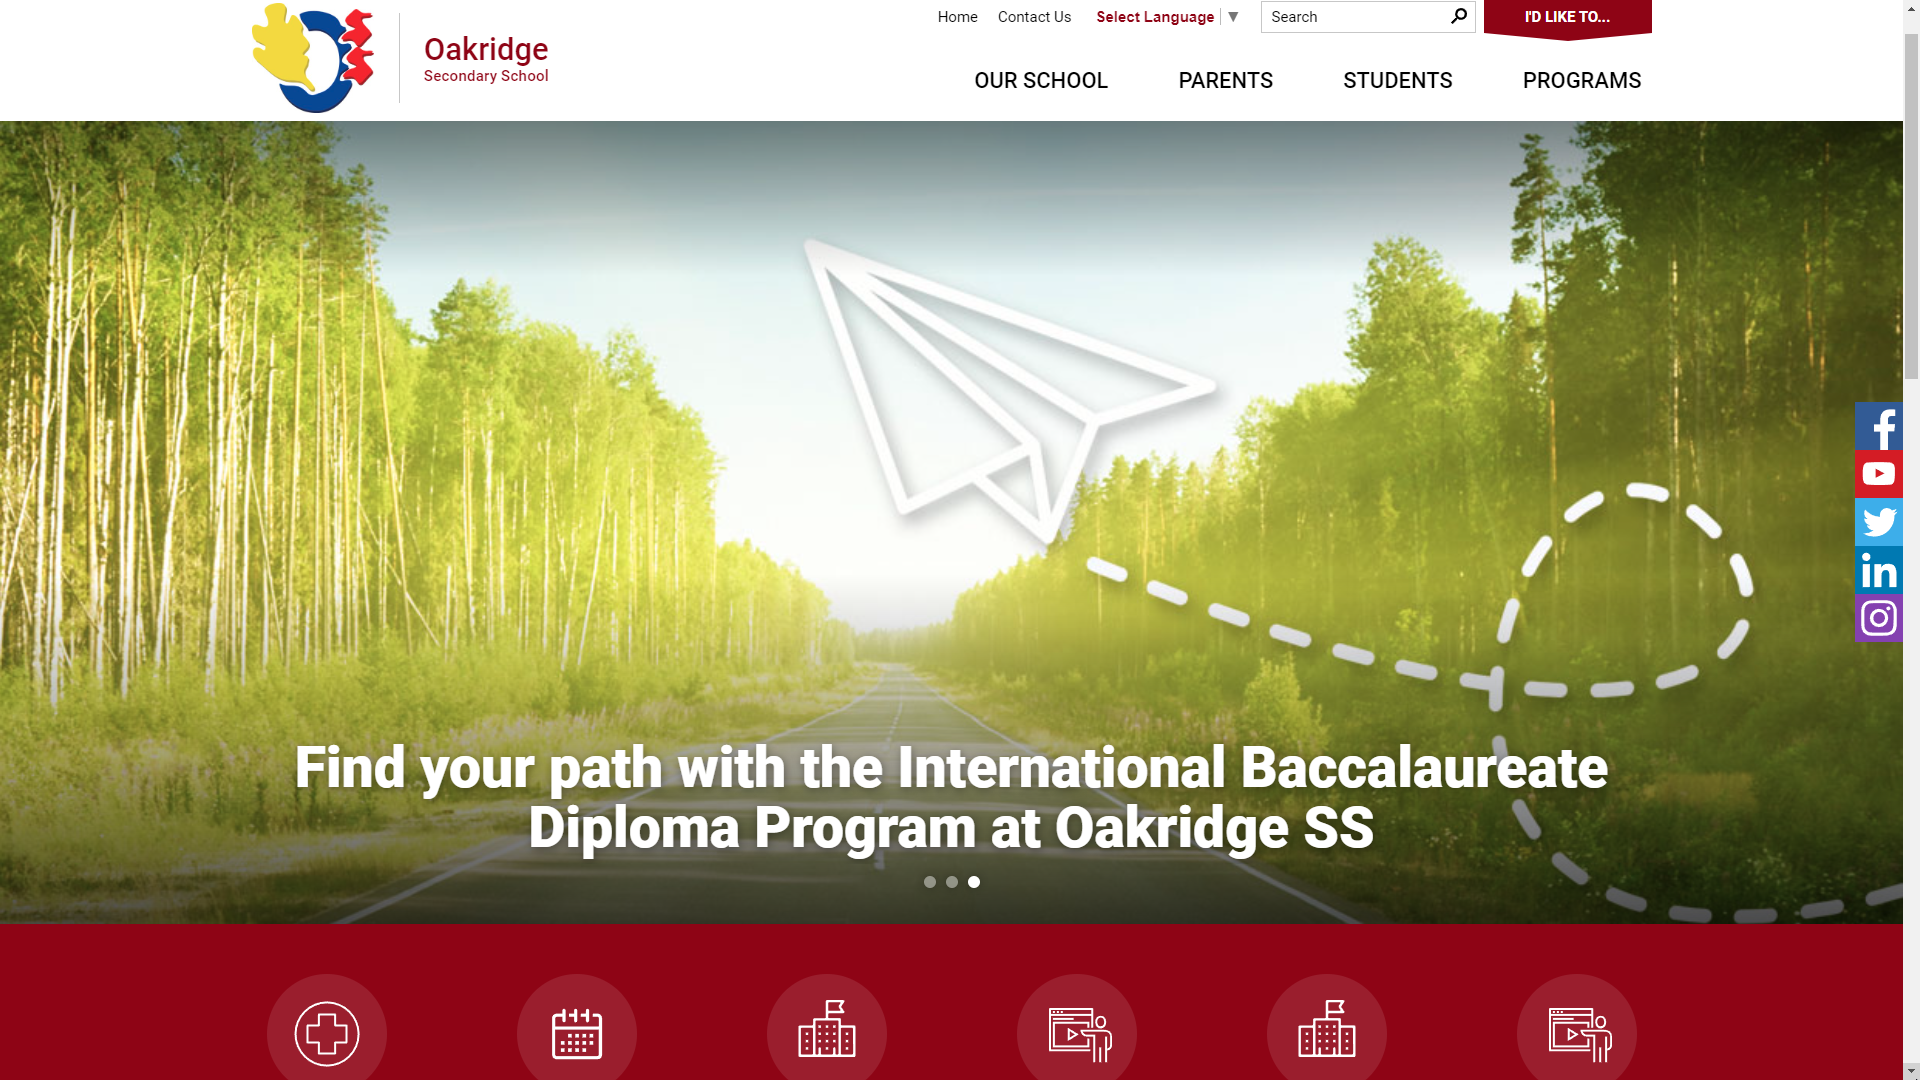 Home Contact Us Select Language ▼ Search I'D LIKE TO...
Oakridge
Secondary School
OUR SCHOOL PARENTS STUDENTS PROGRAMS
Find your path with the International Baccalaureate
Diploma Program at Oakridge SS